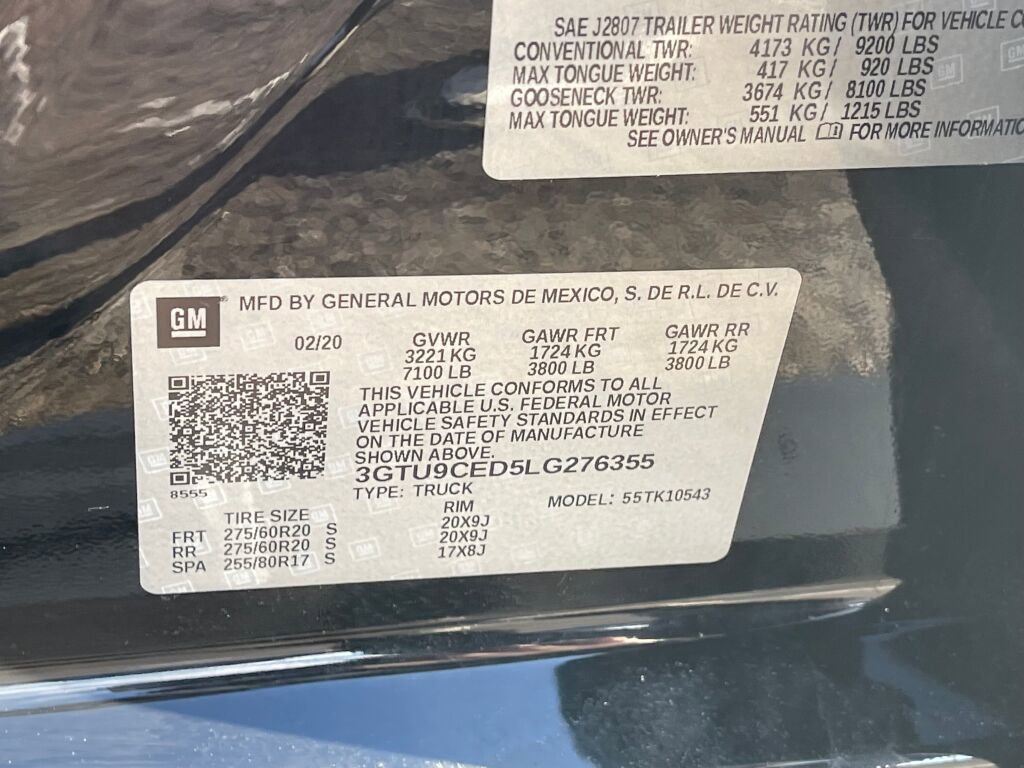 SAE J2807 TRAILER WEIGHT RATING (TWR) FOR VEHICLE
CONVENTIONAL TWR: 4173 KG/ 9200 LBS
MAX TONGUE WEIGHT: 417 KG/ 920 LBS
GOOSENECK TWR: 3674 KG/ 8100 LBS
MAX TONGUE WEIGHT: 551 KG/ 1215 LBS
SEE OWNER'S MANUAL FOR MORE
GM
MFD BY GENERAL MOTORS DE MEXICO, S. DE R.L. DE C.V.
02/20 GVWR GAWR FRT GAWR RR
3221 KG 1724 KG 1724 KG
7100 LB 3800 LB 3800 LB
THIS VEHICLE CONFORMS TO ALL
APPLICABLE U.S. FEDERAL MOTOR
VEHICLE SAFETY STANDARDS IN EFFECT
ON THE DATE OF MANUFACTURE
SHOWN ABOVE.
3GTU9CED5LG276355
8555
TYPE: TRUCK MODEL: 55TK10543
TIRE SIZE RIM
FRT 275/60R20 S 20X9J
RR 275/60R20 S 20X9J
SPA 255/80R17 S 17X8J